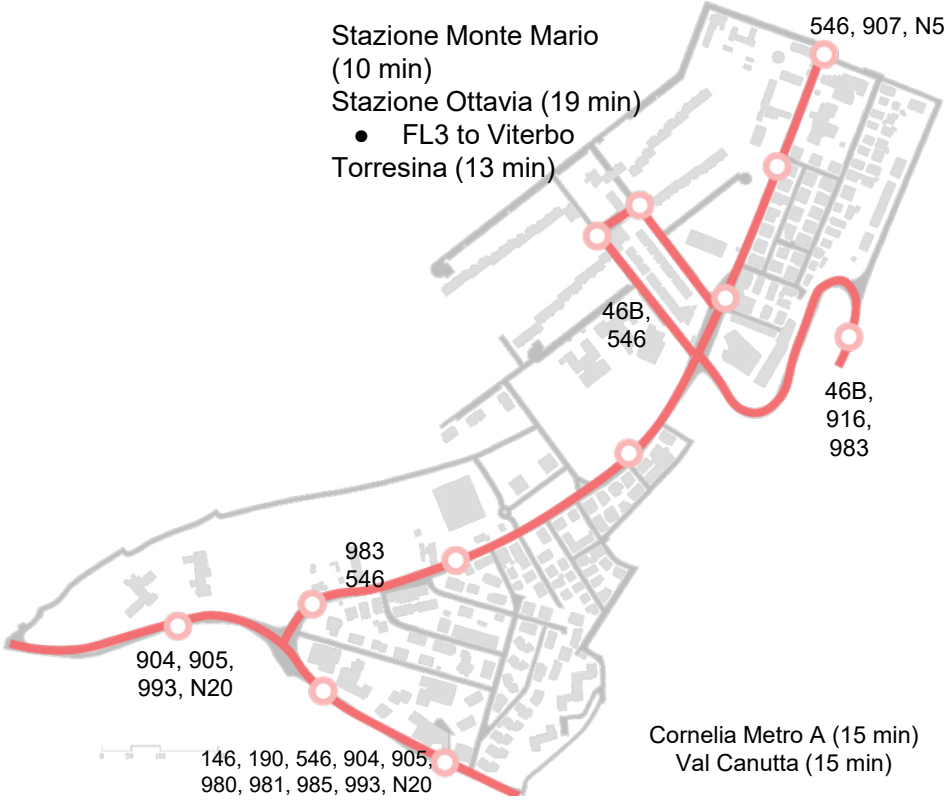 546, 907, N5
Stazione Monte Mario
(10 min)
Stazione Ottavia (19 min)
● FL3 to Viterbo
Torresina (13 min)
46B,
546
46B,
916,
983
983
546
904, 905,
993, N20
146, 190, 546, 904, 905,
980, 981, 985, 993, N20
Cornelia Metro A (15 min)
Val Canutta (15 min)